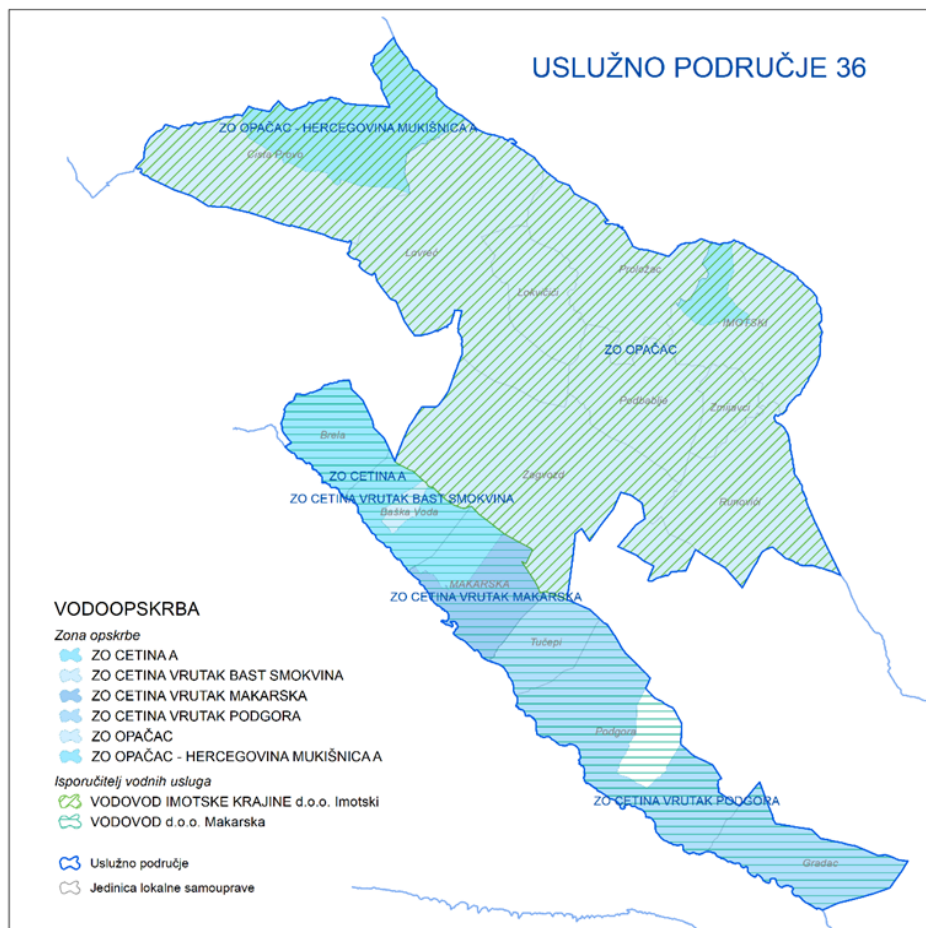 USLUŽNO PODRUČJE 36
ZO OPAČAC - HERCEGOVINA MUKIŠNICA A
Cista Provo
Lovreć
Proložac
Lokvičići
IMOTSKI
ZO OPAČAC
Podbablje
Zmijavci
Brela
Zagvozd
ZO CETINA A
Runovići
ZO CETINA VRUTAK BAST SMOKVINA
Baška Voda
MAKARSKA
ZO CETINA VRUTAK MAKARSKA
Tučepi
Podgora
ZO CETINA VRUTAK PODGORA
Gradac
VODOOPSKRBA
Zona opskrbe
ZO CETINA A
ZO CETINA VRUTAK BAST SMOKVINA
ZO CETINA VRUTAK MAKARSKA
ZO CETINA VRUTAK PODGORA
ZO OPAČAC
ZO OPAČAC - HERCEGOVINA MUKIŠNICA A
Isporučitelj vodnih usluga
VODOVOD IMOTSKE KRAJINE d.o.o. Imotski
VODOVOD d.o.o. Makarska
Uslužno područje
Jedinica lokalne samouprave